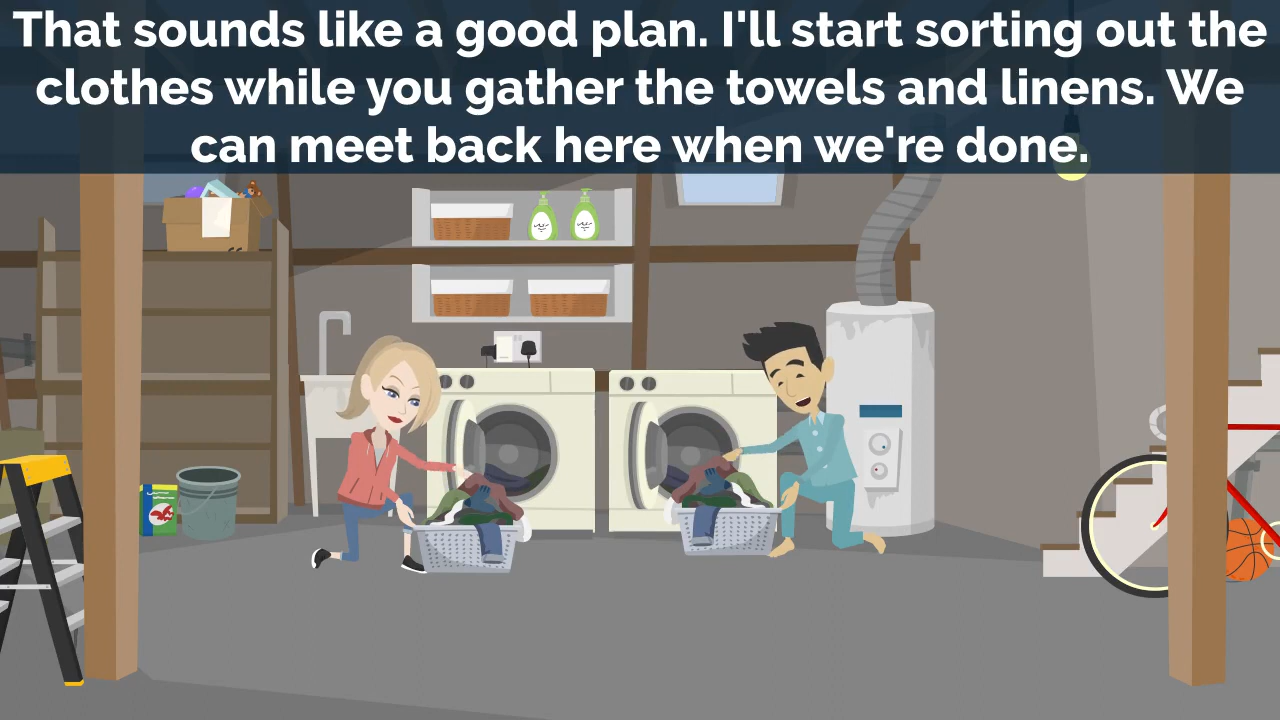 That sounds like a good plan. I'll start sorting out the
clothes while you gather the towels and linens. We
can meet back here when we're done.